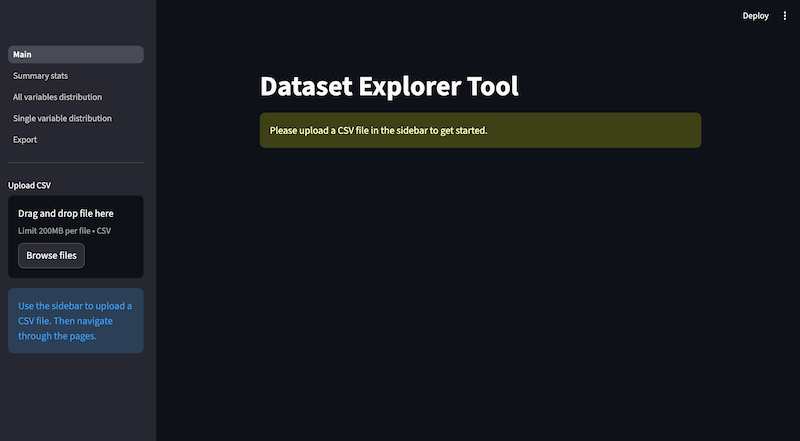 Deploy
Main
Summary stats
All variables distribution
Single variable distribution
Export
Upload CSV
Drag and drop file here
Limit 200MB per file • CSV
Browse files
Use the sidebar to upload a
CSV file. Then navigate
through the pages.
Dataset Explorer Tool
Please upload a CSV file in the sidebar to get started.